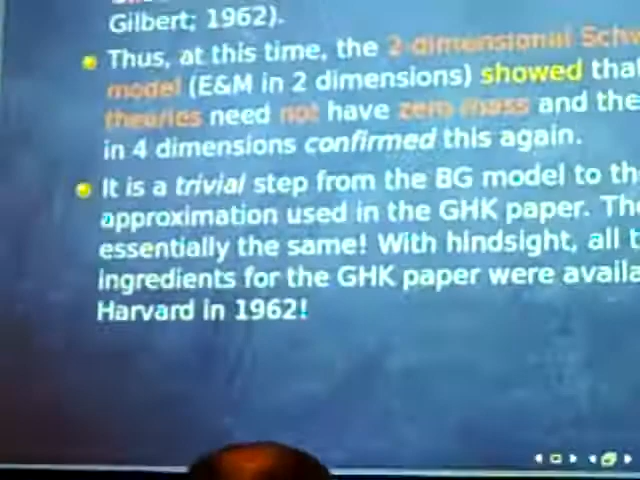 Gilbert; 1962).
Thus, at this time, the 2-dimensional Schw
model (E&M in 2 dimensions) showed that
theories need not have zero mass and the
in 4 dimensions confirmed this again.
It is a trivial step from the BG model to th
approximation used in the GHK paper. The
essentially the same! With hindsight, all t
ingredients for the GHK paper were availa
Harvard in 1962!